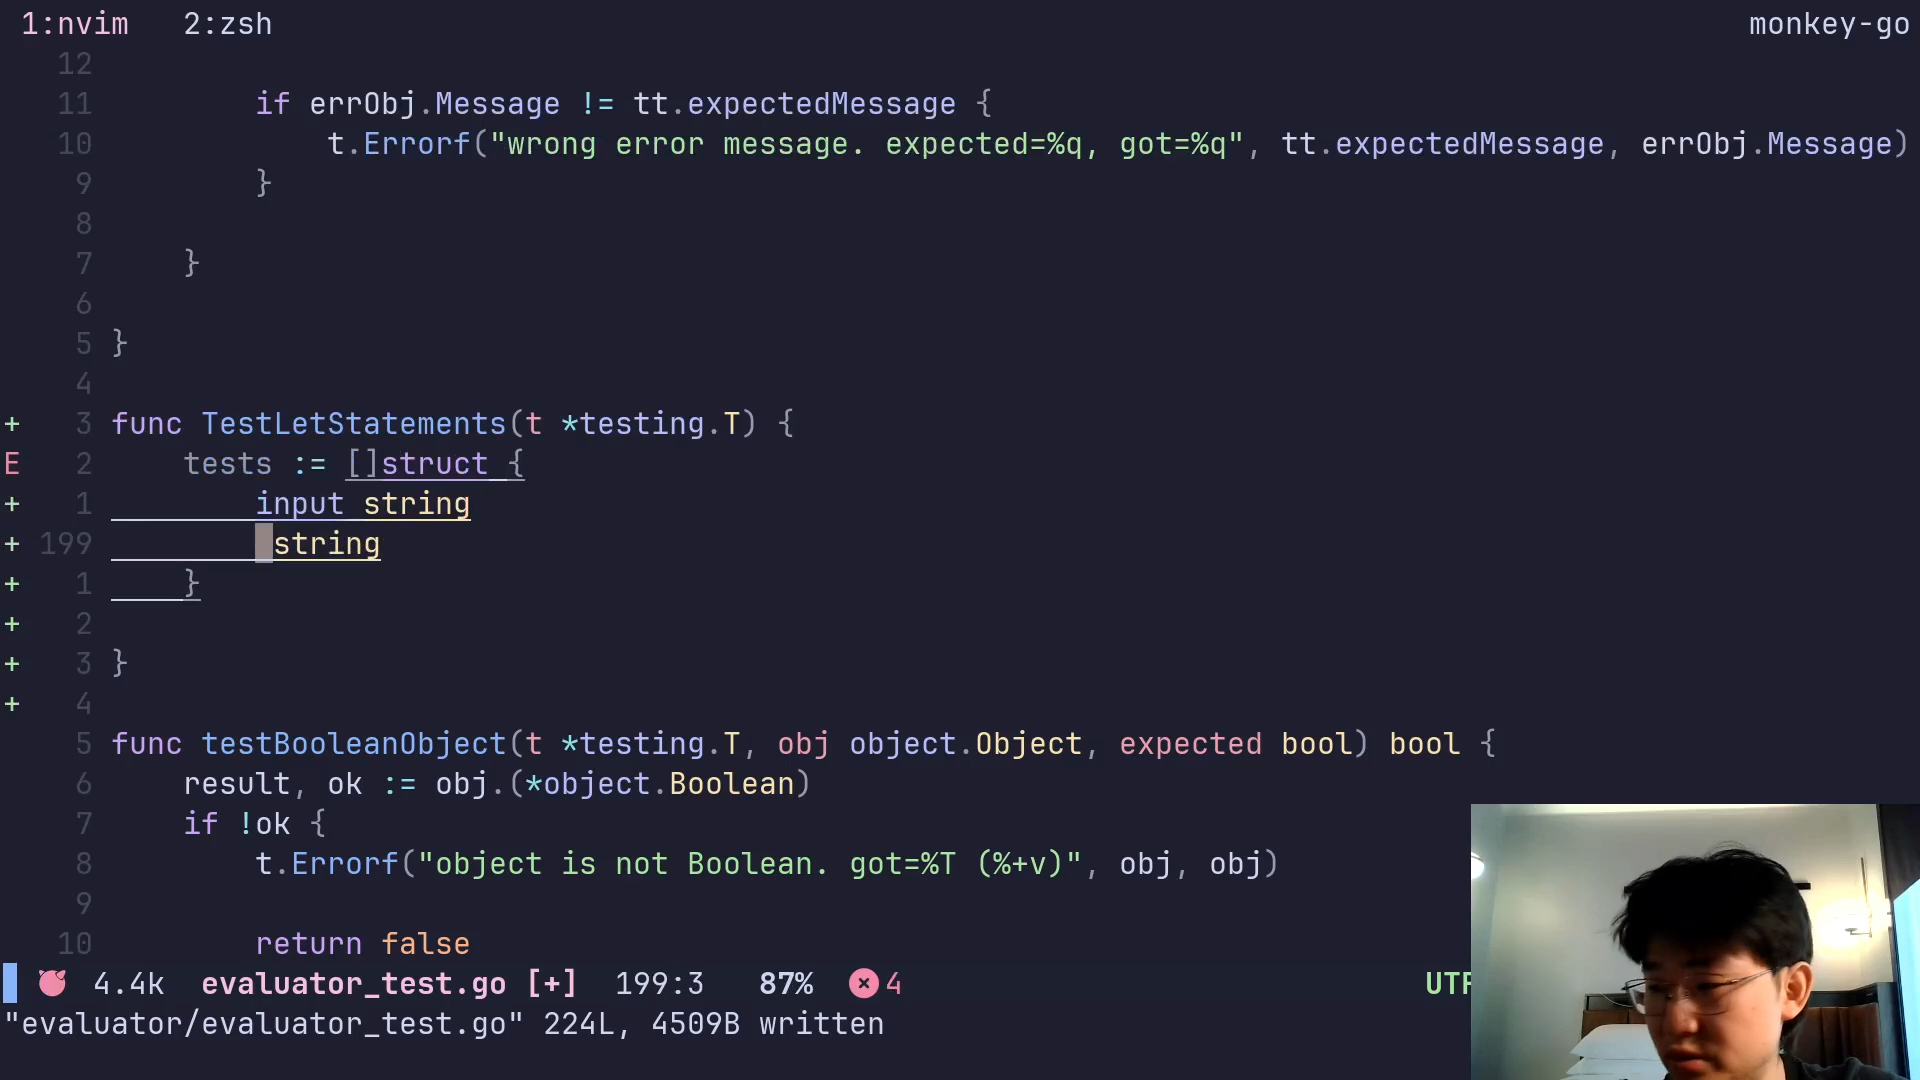 1:nvim 2:zsh monkey-go
12
11 if errObj.Message != tt.expectedMessage {
10 t.Errorf("wrong error message. expected=%q, got=%q", tt.expectedMessage, errObj.Message)
9 }
8
7 }
6
5 }
4
+ 3 func TestLetStatements(t *testing.T) {
E 2 tests := []struct {
+ 1 input string
+ 199 string
+ 1 }
+ 2
+ 3 }
+ 4
5 func testBooleanObject(t *testing.T, obj object.Object, expected bool) bool {
6 result, ok := obj.(*object.Boolean)
7 if !ok {
8 t.Errorf("object is not Boolean. got=%T (%+v)", obj, obj)
9
10 return false
4.4k evaluator_test.go [+] 199:3 87% 4 UTF
"evaluator/evaluator_test.go" 224L, 4509B written